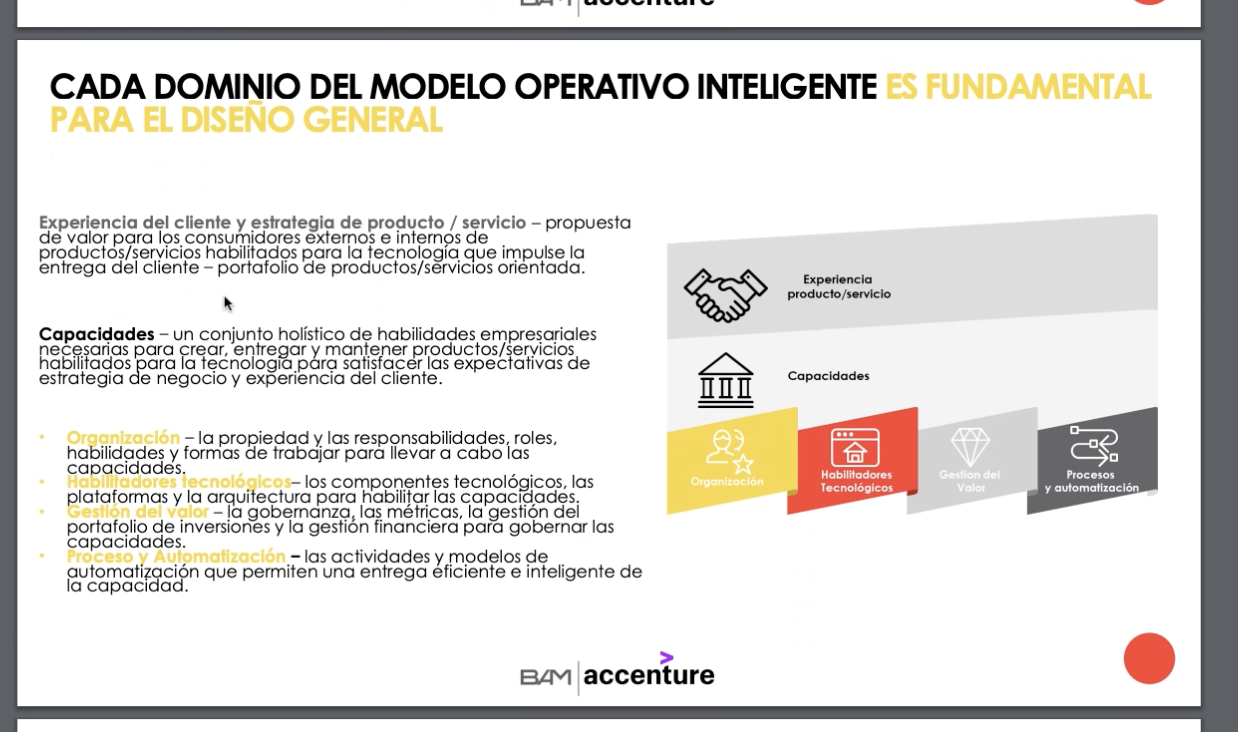 accenture
CADA DOMINIO DEL MODELO OPERATIVO INTELIGENTE ES FUNDAMENTAL
PARA EL DISEÑO GENERAL
Experiencia del cliente y estrategia de producto / servicio – propuesta
de valor para los consumidores externos e internos de
productos/servicios habilitados para la tecnología que impulse la
entrega del cliente – portafolio de productos/servicios orientada.
Capacidades – un conjunto holístico de habilidades empresariales
necesarias para crear, entregar y mantener productos/servicios
habilitados para la tecnología para satisfacer las expectativas de
estrategia de negocio y experiencia del cliente.
• Organización – la propiedad y las responsabilidades, roles,
habilidades y formas de trabajar para llevar a cabo las
capacidades.
• Habilitadores tecnológicos– los componentes tecnológicos, las
plataformas y la arquitectura para habilitar las capacidades.
• Gestión del valor – la gobernanza, las métricas, la gestión del
portafolio de inversiones y la gestión financiera para gobernar las
capacidades.
• Proceso y Automatización – las actividades y modelos de
automatización que permiten una entrega eficiente e inteligente de
la capacidad.
Experiencia
producto/servicio
Capacidades
Organización
Habilitadores
Tecnológicos
Gestion del
Valor
Procesos
y automatización
BAM accenture